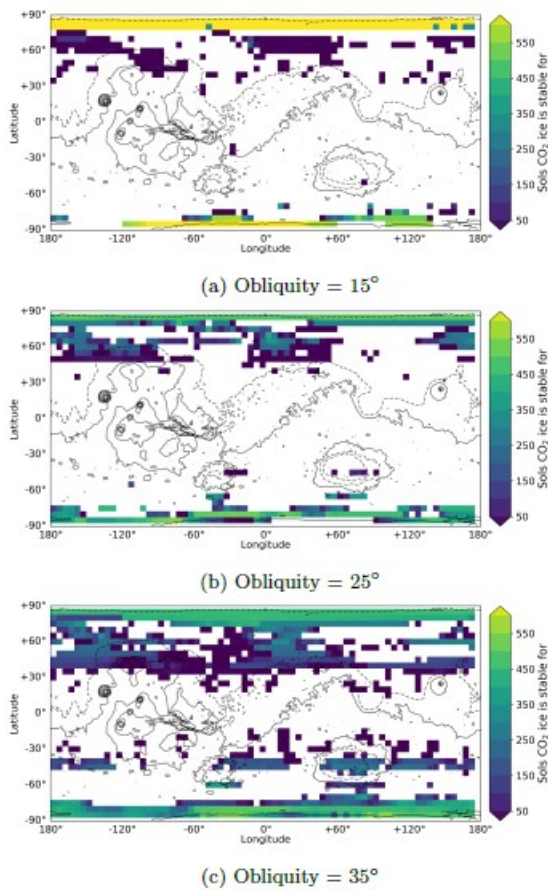 +90°
+60°
+30°
0°
-30°
-60°
-90°
Latitude
180° -120° -60° 0° +60° +120° 180°
Longitude
550
450
350
250
150
50
Sols CO₂ ice is stable for
(a) Obliquity = 15°
+90°
+60°
+30°
0°
-30°
-60°
-90°
Latitude
180° -120° -60° 0° +60° +120° 180°
Longitude
550
450
350
250
150
50
Sols CO₂ ice is stable for
(b) Obliquity = 25°
+90°
+60°
+30°
0°
-30°
-60°
-90°
Latitude
180° -120° -60° 0° +60° +120° 180°
Longitude
550
450
350
250
150
50
Sols CO₂ ice is stable for
(c) Obliquity = 35°